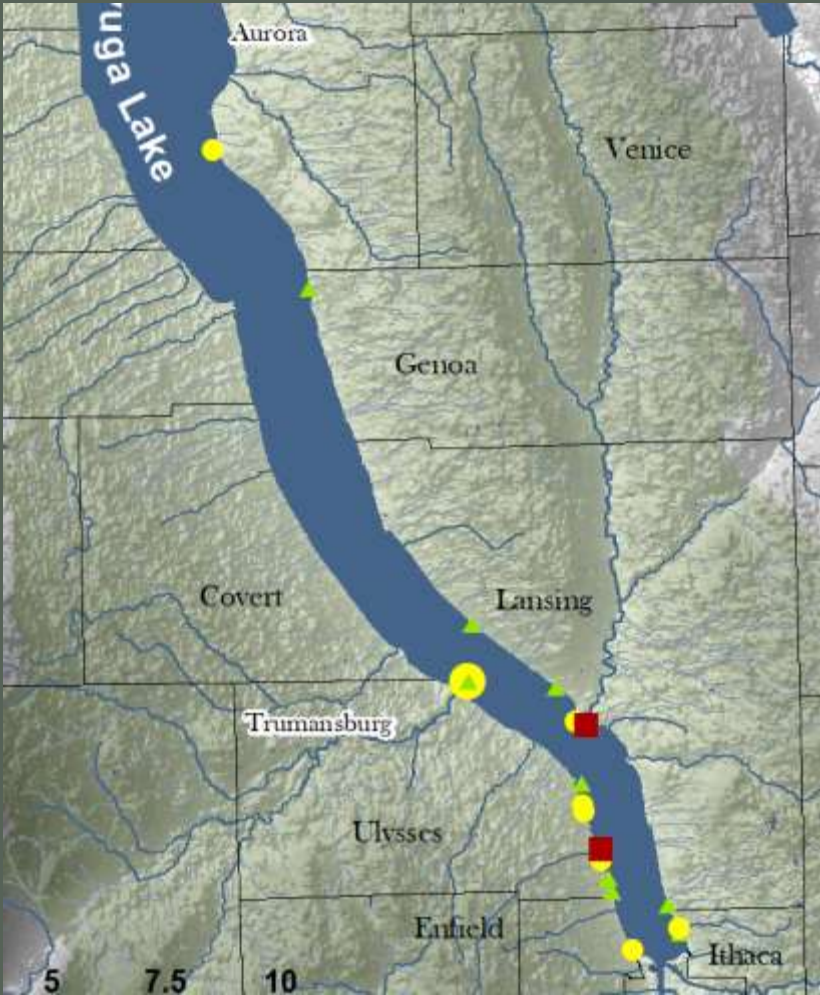 Aurora
uga Lake
Venice
Genoa
Covert
Lansing
Trumansburg
Ulysses
Enfield
Ithaca
5 7.5 10